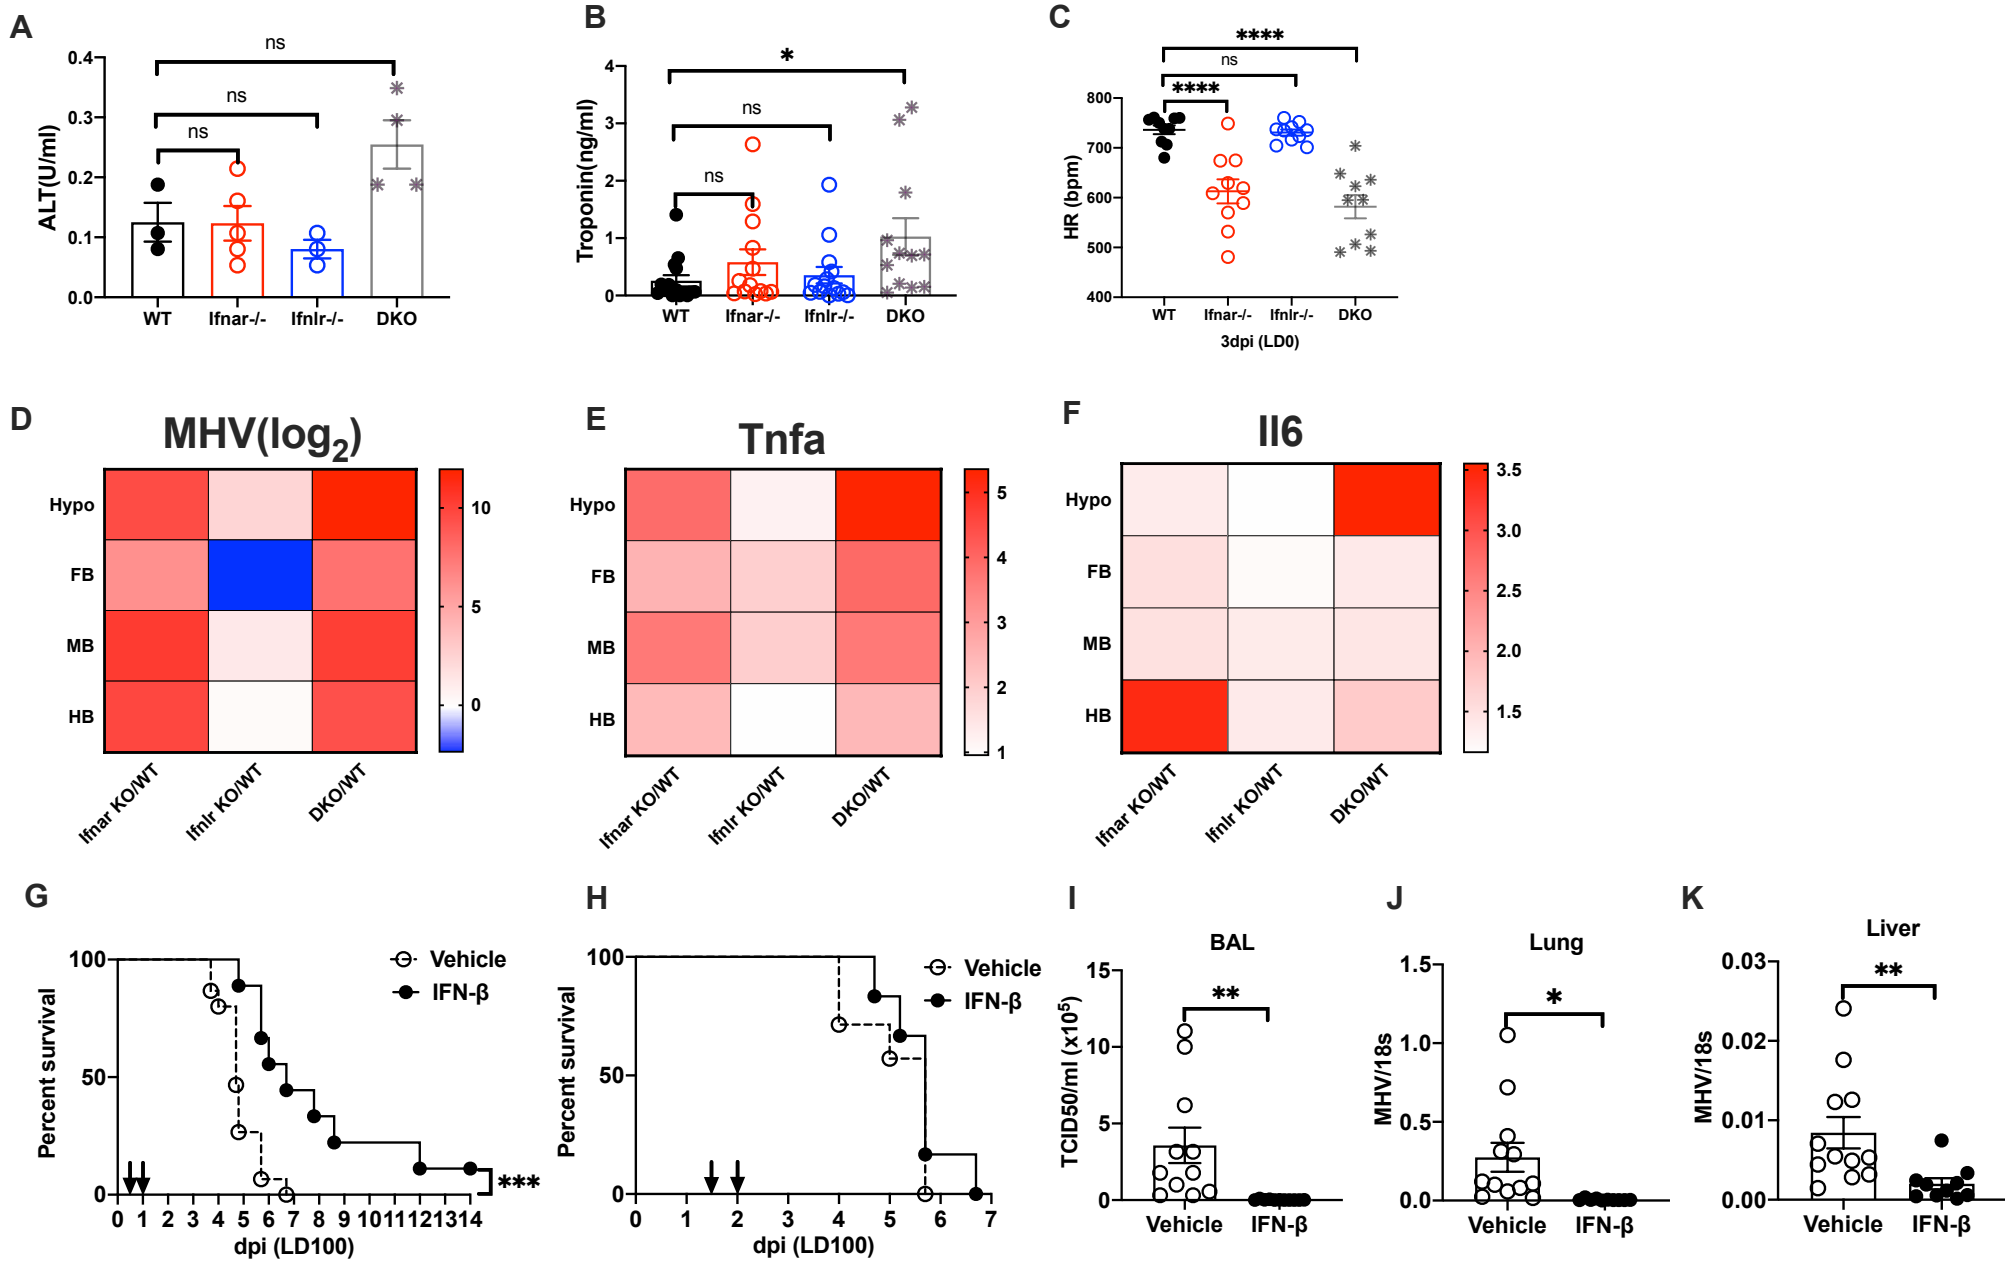 A
ns
ns
ns
ALT(U/ml)
0.4
0.3
0.2
0.1
0.0
WT
Ifnar-/-
Ifnlr-/-
DKO
B
*
ns
ns
Troponin(ng/ml)
4
3
2
1
0
WT
Ifnar-/-
Ifnlr-/-
DKO
C
****
ns
****
HR (bpm)
800
700
600
500
400
WT
Ifnar-/-
Ifnlr-/-
DKO
3dpi (LD0)
D
MHV(log2)
Hypo
FB
MB
HB
10
5
0
Ifnar KO/WT
Ifnlr KO/WT
DKO/WT
E
Tnfa
Hypo
FB
MB
HB
5
4
3
2
1
Ifnar KO/WT
Ifnlr KO/WT
DKO/WT
F
Il6
Hypo
FB
MB
HB
3.5
3.0
2.5
2.0
1.5
Ifnar KO/WT
Ifnlr KO/WT
DKO/WT
G
Percent survival
100
50
0
Vehicle
IFN-β
***
0 1 2 3 4 5 6 7 8 9 10 11 12 13 14
dpi (LD100)
H
Percent survival
100
50
0
Vehicle
IFN-β
0 1 2 3 4 5 6 7
dpi (LD100)
I
BAL
**
TCID50/ml (x10⁵)
15
10
5
0
Vehicle
IFN-β
J
Lung
*
MHV/18s
1.5
1.0
0.5
0.0
Vehicle
IFN-β
K
Liver
**
MHV/18s
0.03
0.02
0.01
0.00
Vehicle
IFN-β